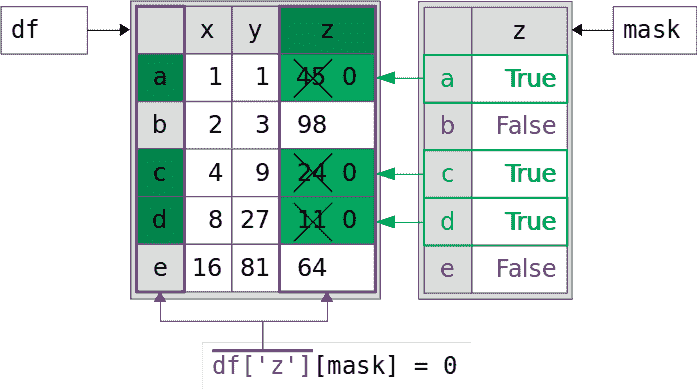 df
x y z
a 1 1 45 0
b 2 3 98
c 4 9 24 0
d 8 27 11 0
e 16 81 64
mask
z
a True
b False
c True
d True
e False
df['z'][mask] = 0